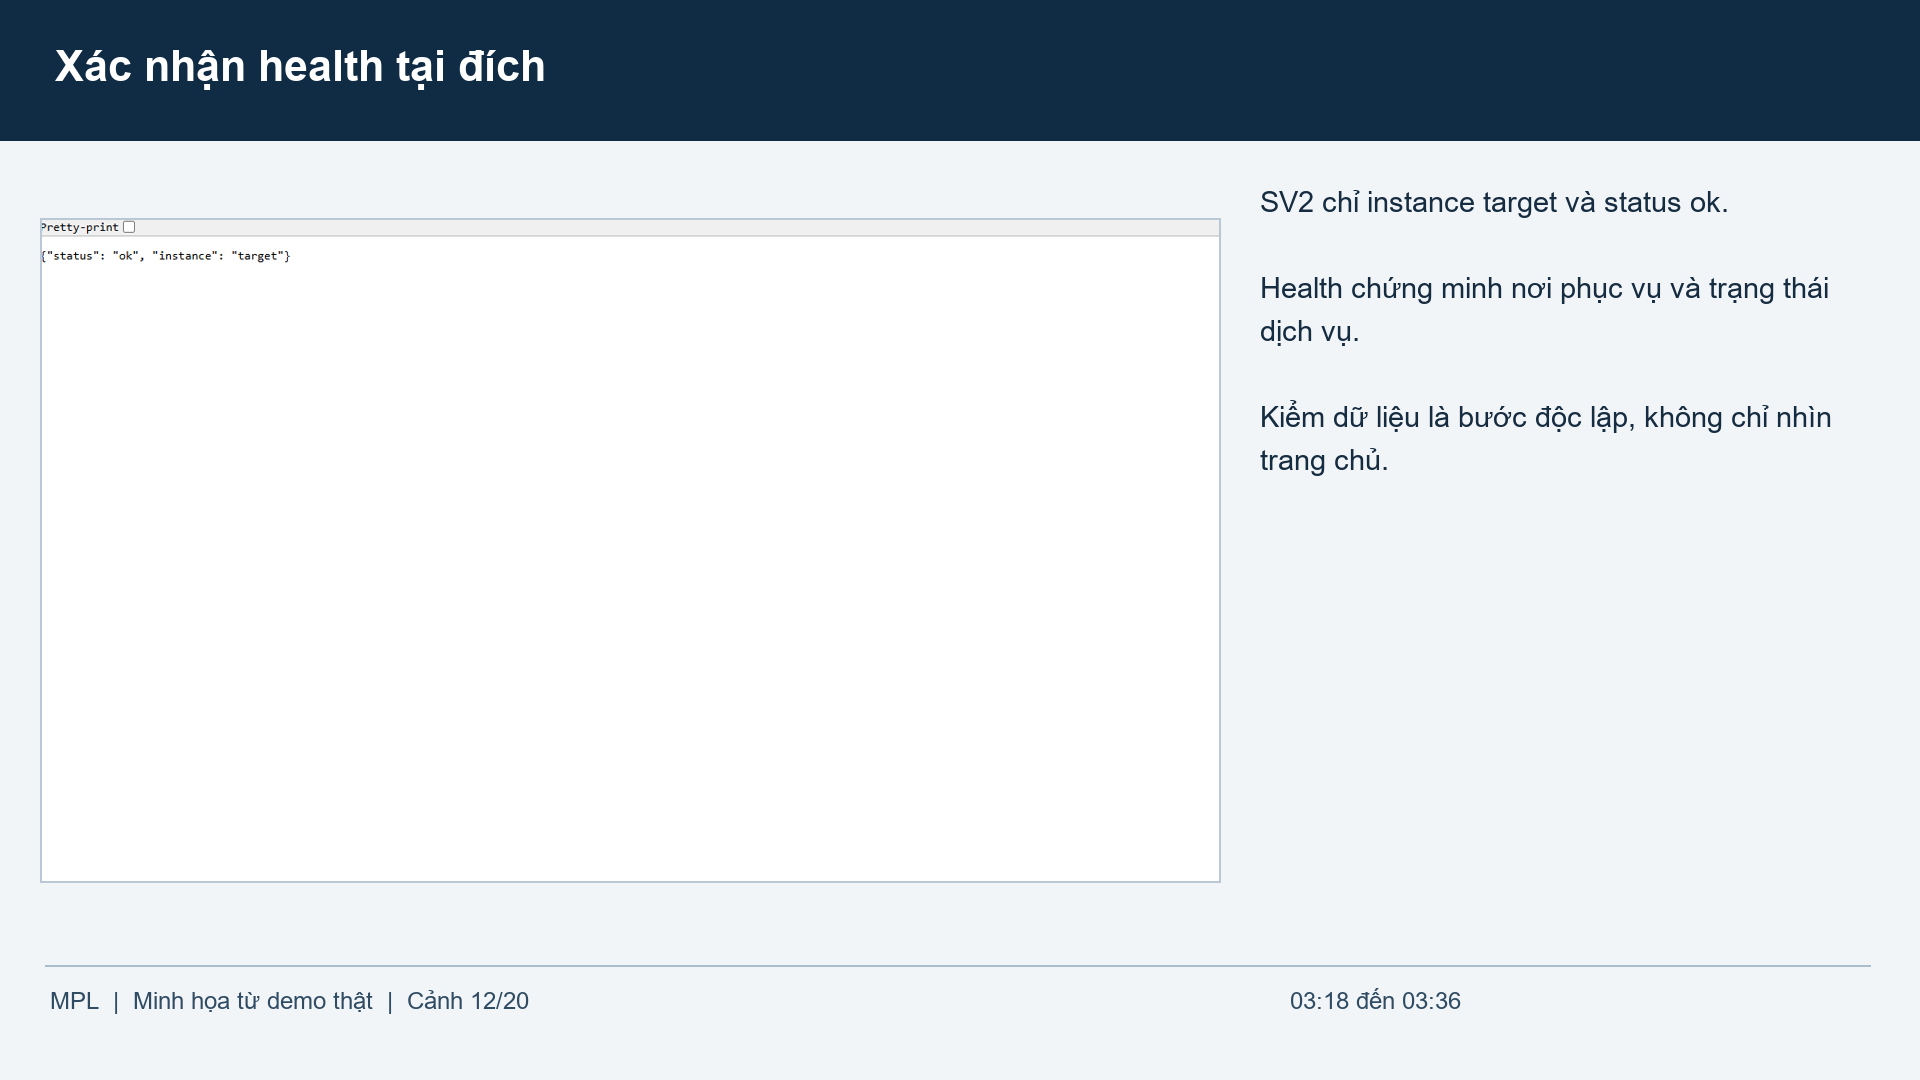 Xác nhận health tại đích
Pretty-print
{"status": "ok", "instance": "target"}
SV2 chỉ instance target và status ok.
Health chứng minh nơi phục vụ và trạng thái
dịch vụ.
Kiểm dữ liệu là bước độc lập, không chỉ nhìn
trang chủ.
MPL | Minh họa từ demo thật | Cảnh 12/20
03:18 đến 03:36